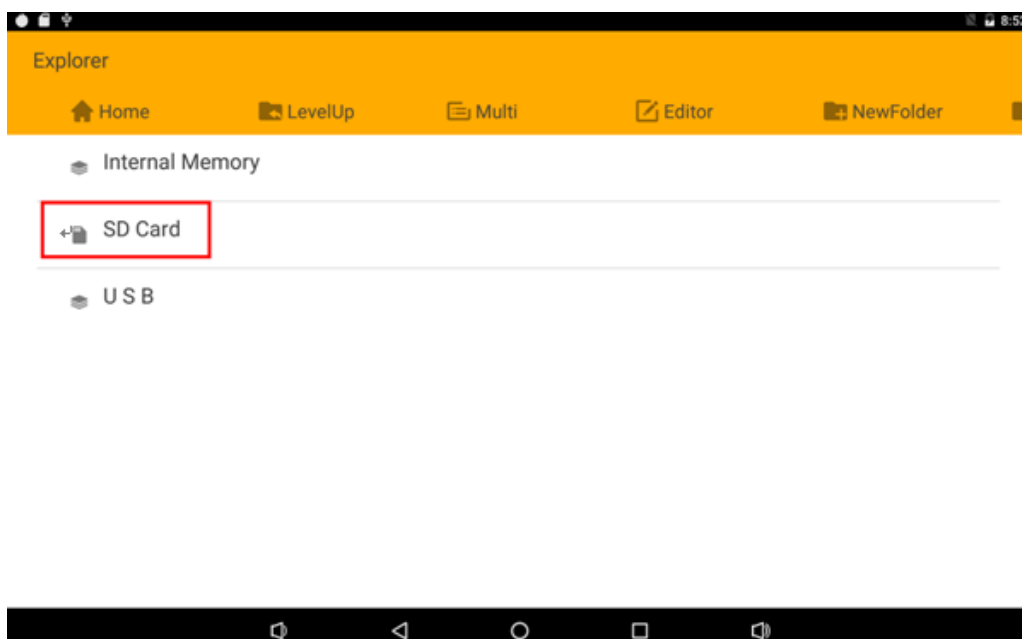 8:52
Explorer
Home LevelUp Multi Editor NewFolder
Internal Memory
SD Card
U S B